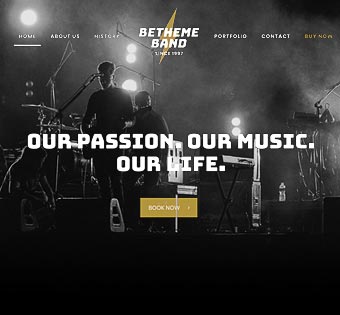 HOME ABOUT US HISTORY BETHEME BAND SINCE 1997 PORTFOLIO CONTACT BUY NOW
OUR PASSION. OUR MUSIC.
OUR LIFE.
BOOK NOW ›